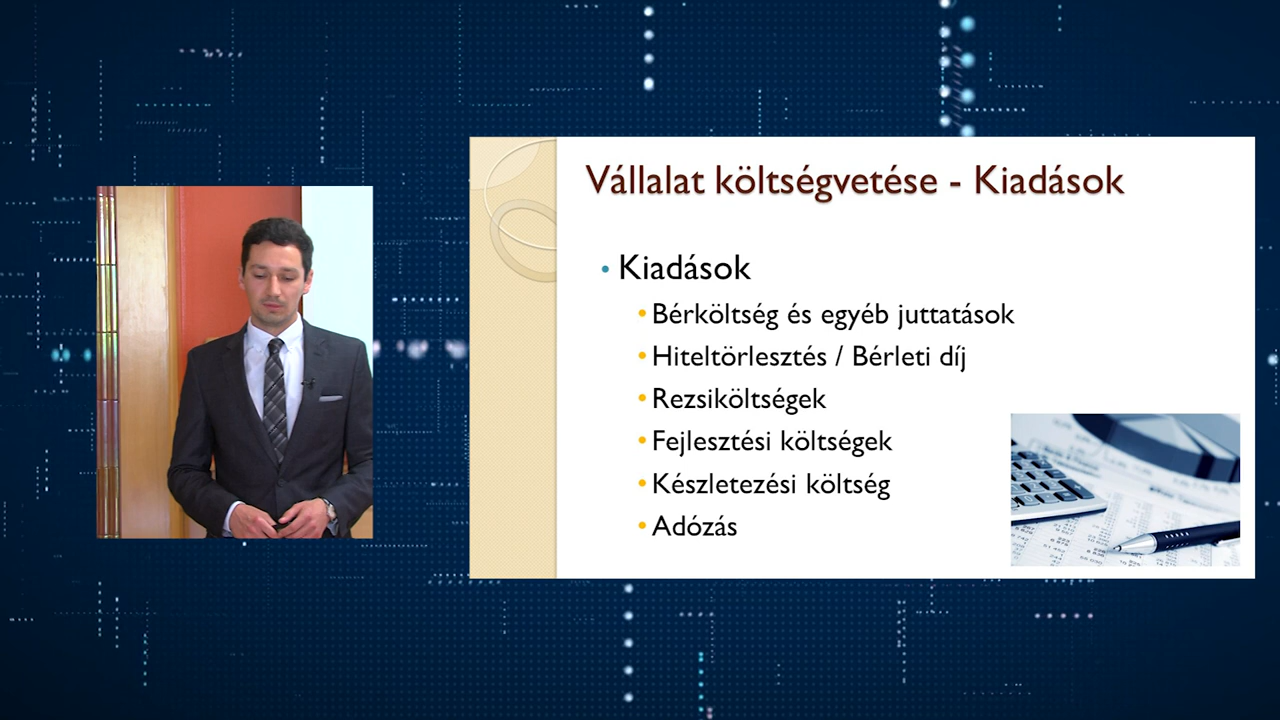 Vállalat költségvetése - Kiadások
• Kiadások
• Bérköltség és egyéb juttatások
• Hiteltörlesztés / Bérleti díj
• Rezsiköltségek
• Fejlesztési költségek
• Készletezési költség
• Adózás